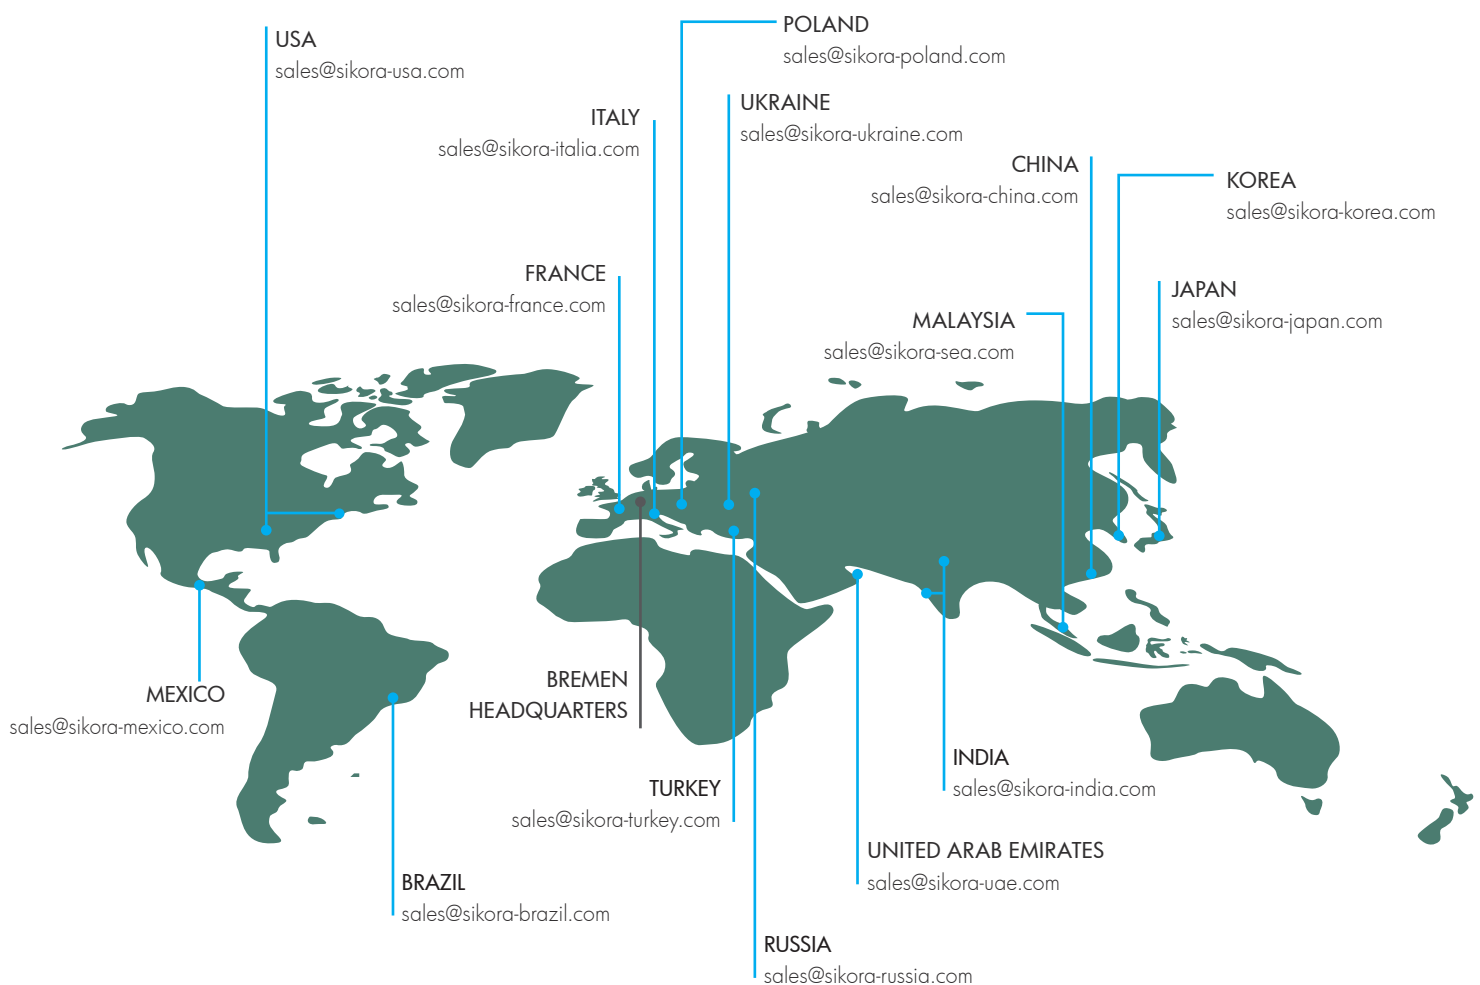 USA
sales@sikora-usa.com
POLAND
sales@sikora-poland.com
ITALY
sales@sikora-italia.com
UKRAINE
sales@sikora-ukraine.com
CHINA
sales@sikora-china.com
KOREA
sales@sikora-korea.com
FRANCE
sales@sikora-france.com
JAPAN
sales@sikora-japan.com
MALAYSIA
sales@sikora-sea.com
MEXICO
sales@sikora-mexico.com
BREMEN
HEADQUARTERS
TURKEY
sales@sikora-turkey.com
INDIA
sales@sikora-india.com
UNITED ARAB EMIRATES
sales@sikora-uae.com
BRAZIL
sales@sikora-brazil.com
RUSSIA
sales@sikora-russia.com